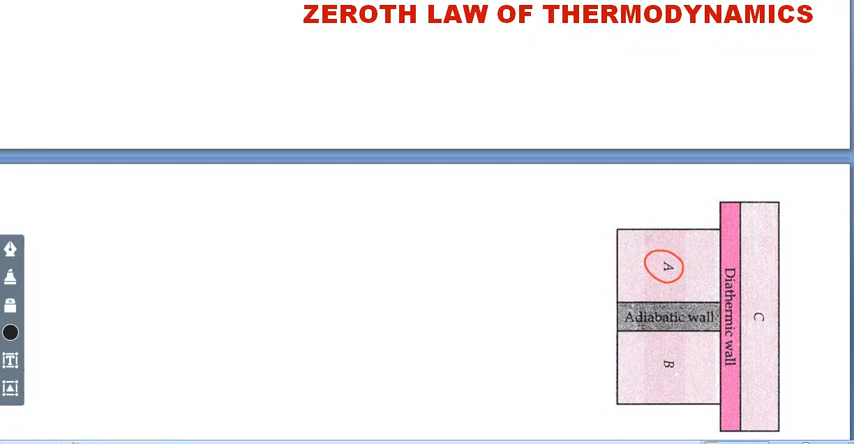 ZEROTH LAW OF THERMODYNAMICS
A
Adiabatic wall
B
Diathermic wall
C
T